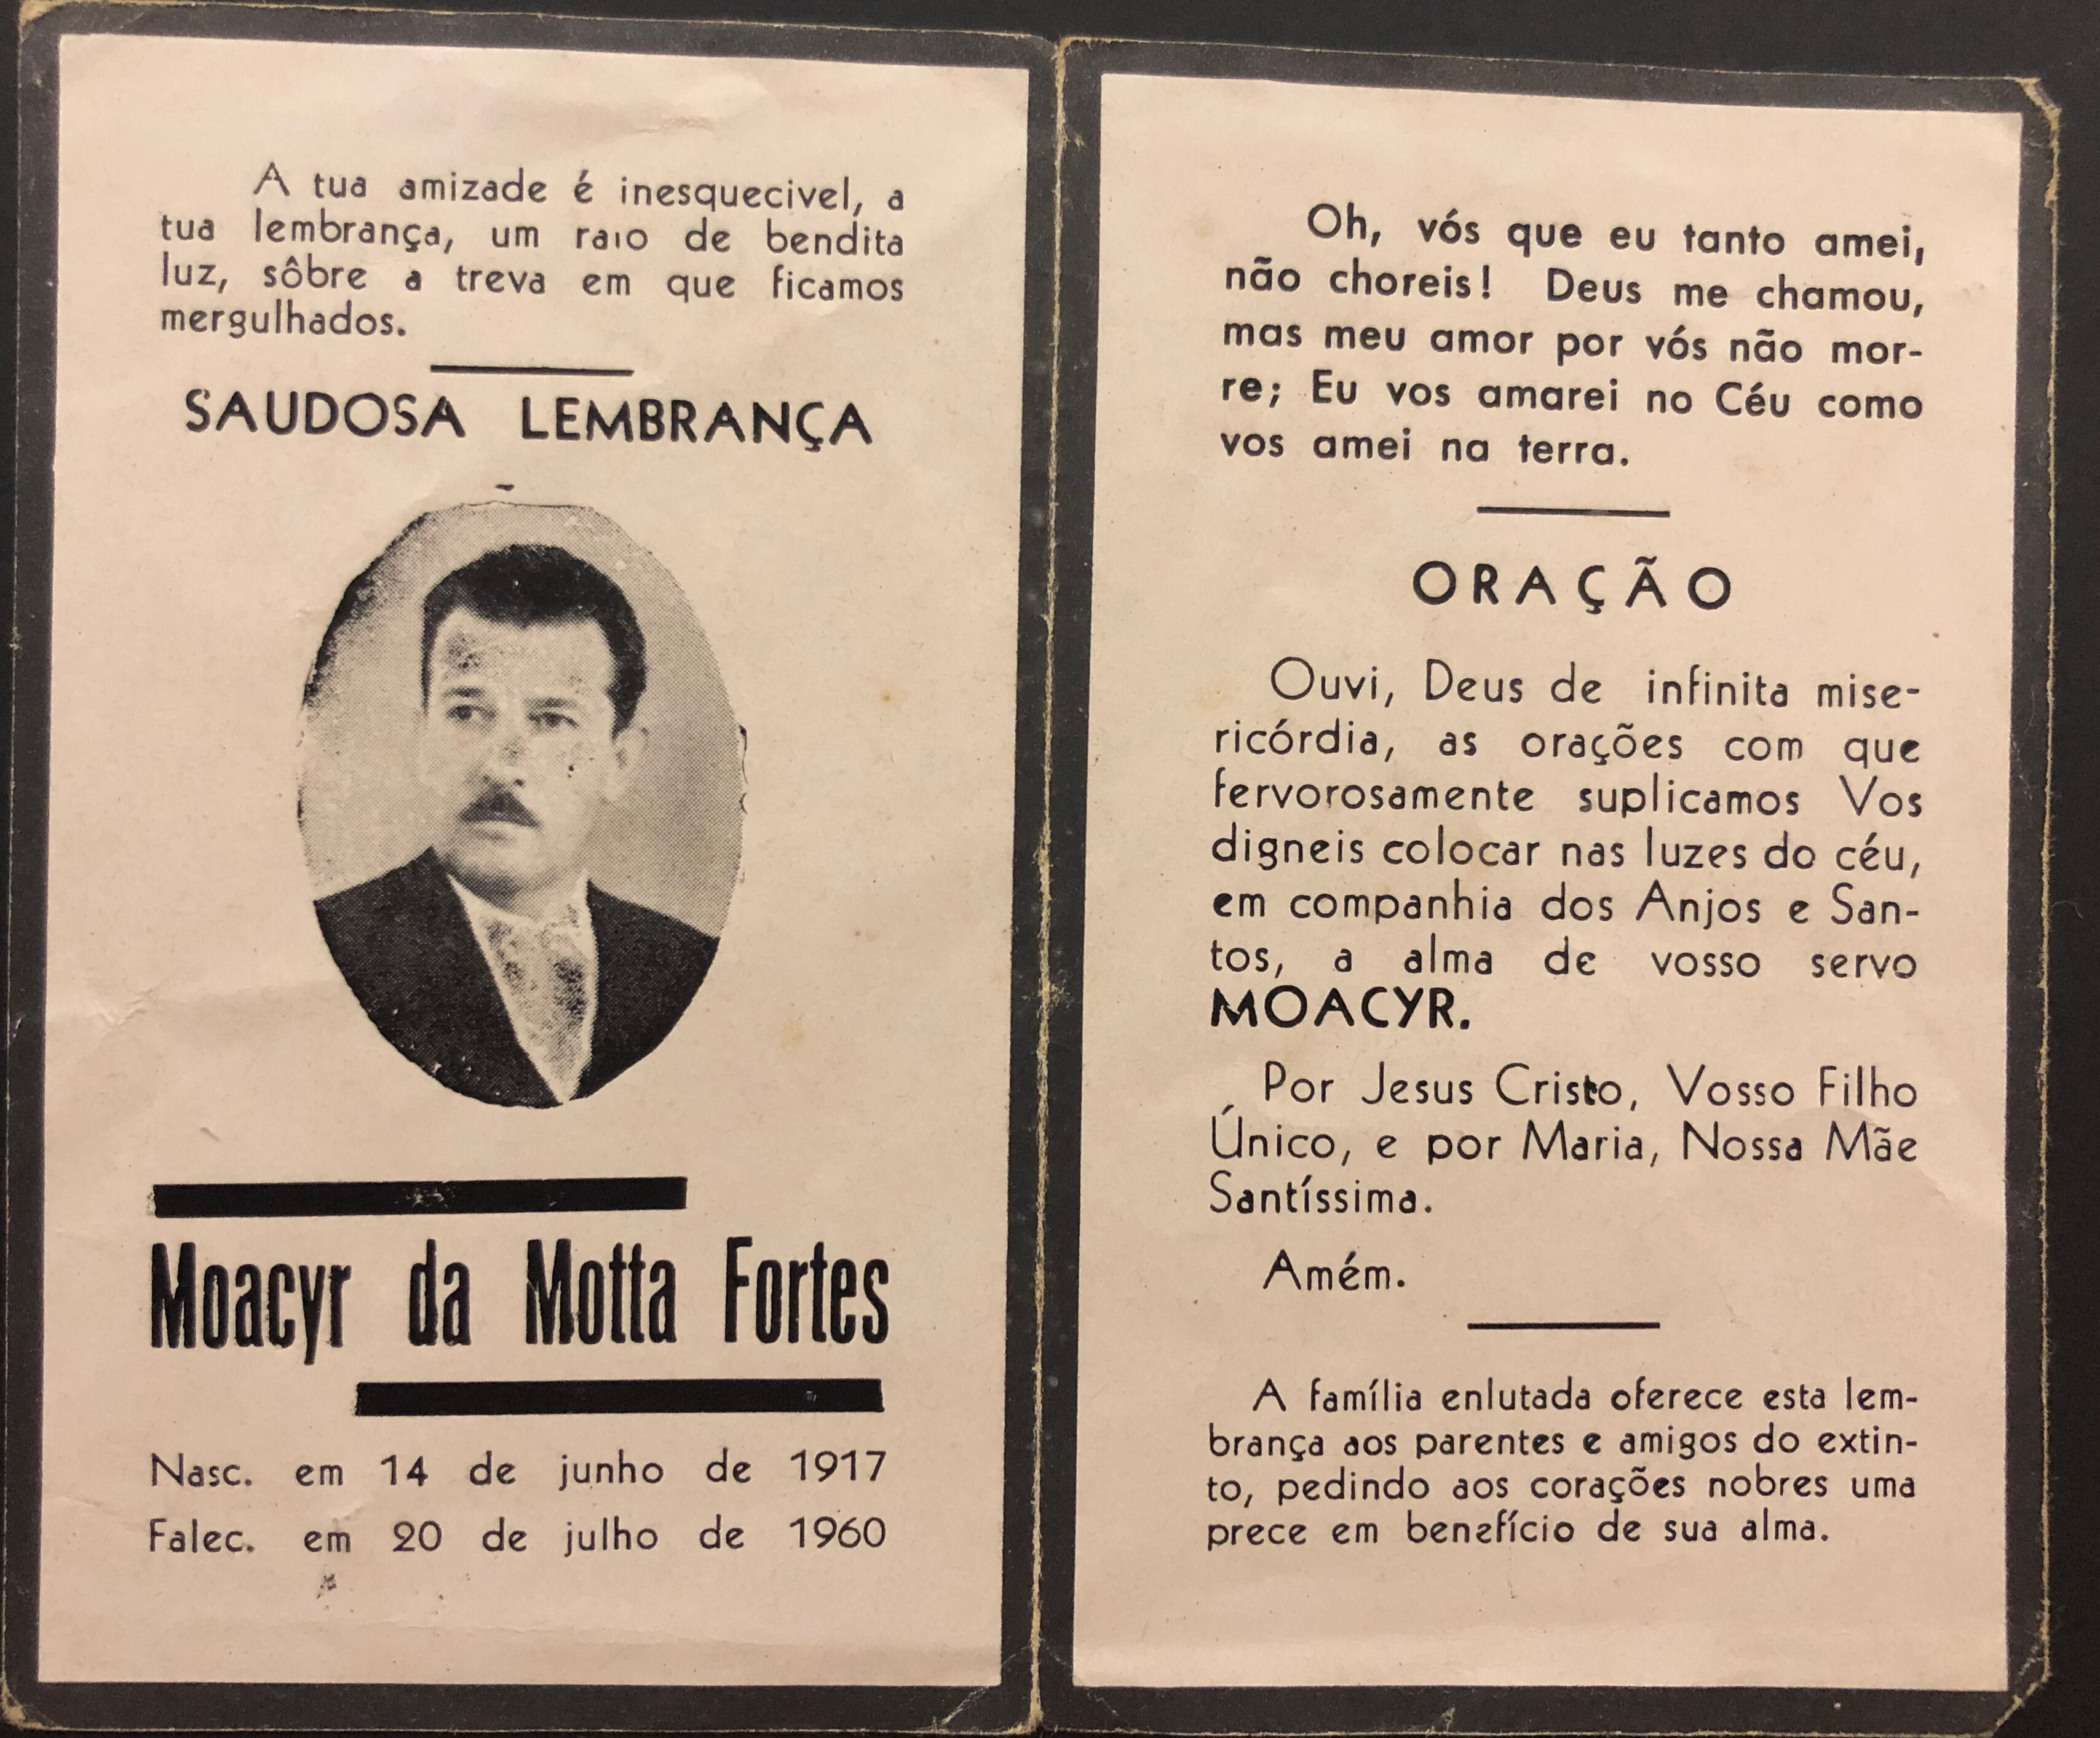 A tua amizade é inesquecivel, a
tua lembrança, um raio de bendita
luz, sôbre a treva em que ficamos
mergulhados.
SAUDOSA LEMBRANÇA
Moacyr da Motta Fortes
Nasc. em 14 de junho de 1917
Falec. em 20 de julho de 1960
Oh, vós que eu tanto amei,
não choreis! Deus me chamou,
mas meu amor por vós não mor-
re; Eu vos amarei no Céu como
vos amei na terra.
ORAÇÃO
Ouvi, Deus de infinita mise-
ricórdia, as orações com que
fervorosamente suplicamos Vos
digneis colocar nas luzes do céu,
em companhia dos Anjos e San-
tos, a alma de vosso servo
MOACYR.
Por Jesus Cristo, Vosso Filho
Único, e por Maria, Nossa Mãe
Santíssima.
Amém.
A família enlutada oferece esta lem-
brança aos parentes e amigos do extin-
to, pedindo aos corações nobres uma
prece em benefício de sua alma.